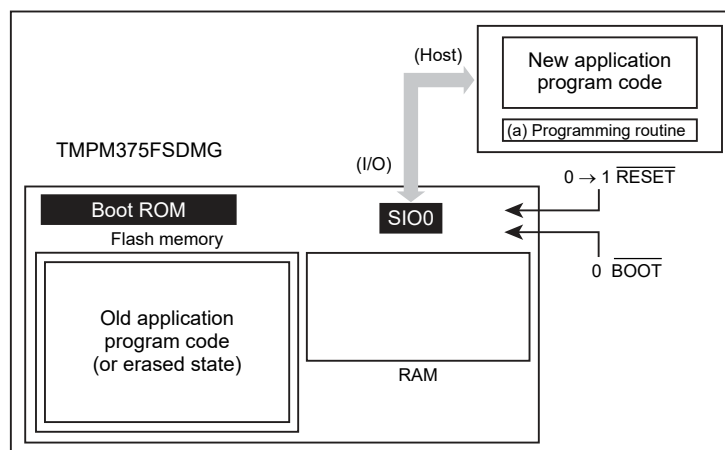 (Host)
New application
program code
(a) Programming routine
TMPM375FSDMG
(I/O)
0 → 1 RESET
Boot ROM
SIO0
Flash memory
0 BOOT
Old application
program code
(or erased state)
RAM